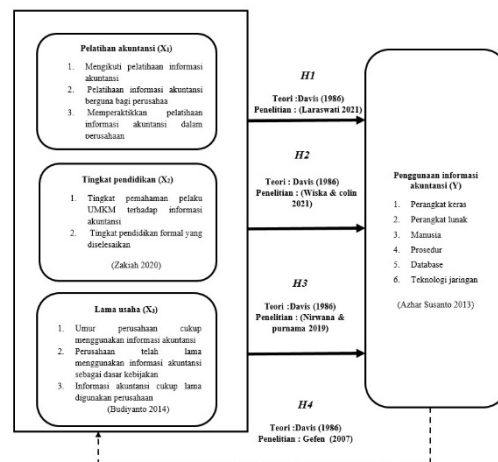 Pelatihan akuntansi (X₁)
1. Mengikuti pelatihaan informasi
akuntansi
2. Pelatihaan informasi akuntansi
berguna bagi perusahaa
3. Memperaktikkan pelatihaan
informasi akuntansi dalam
perusahaan
Tingkat pendidikan (X₂)
1. Tingkat pemahaman pelaku
UMKM terhadap informasi
akuntansi
2. Tingkat pendidikan formal yang
diselesaikan
(Zakiah 2020)
Lama usaha (X₃)
1. Umur perusahaan cukup
menggunakan informasi akuntansi
2. Perusahaan telah lama
menggunakan informasi akuntansi
sebagai dasar kebijakan
3. Informasi akuntansi cukup lama
digunakan perusahaan
(Budiyanto 2014)
H1
Teori :Davis (1986)
Penelitian : (Laraswati 2021)
H2
Teori : Davis (1986)
Penelitian : (Wiska & colin
2021)
H3
Teori :Davis (1986)
Penelitian : (Nirwana &
purnama 2019)
H4
Teori:Davis (1986)
Penelitian : Gefen (2007)
Penggunaan informasi
akuntansi (Y)
1. Perangkat keras
2. Perangkat lunak
3. Manusia
4. Prosedur
5. Database
6. Teknologi jaringan
(Azhar Susanto 2013)